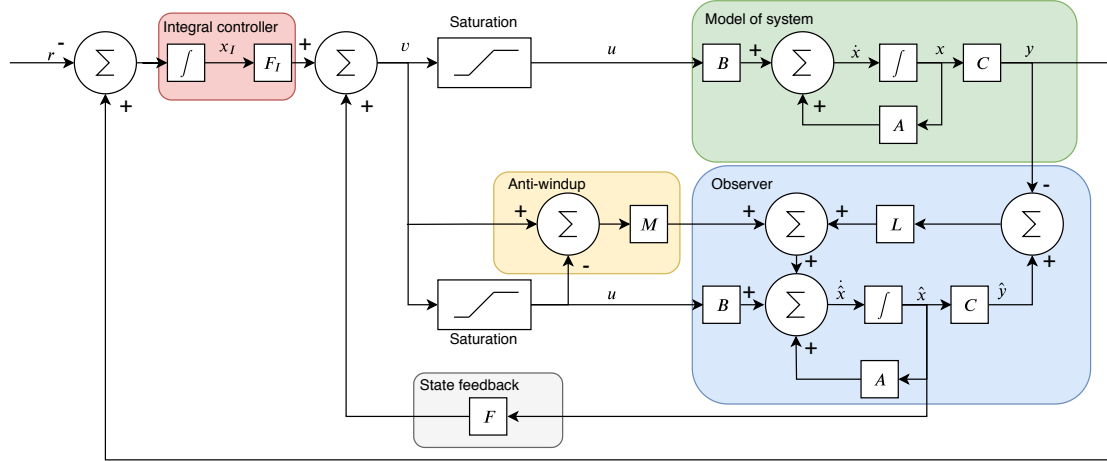 Saturation
Integral controller
Model of system
r
-
∑
+
∫
x_I
F_I
+
∑
+
v
u
B
+
∑
+
ẋ
∫
x
C
y
A
Anti-windup
Observer
+
∑
-
M
+
∑
+
L
∑
-
+
+
u
B
+
∑
+
x̂̇
∫
x̂
C
ŷ
A
Saturation
State feedback
F